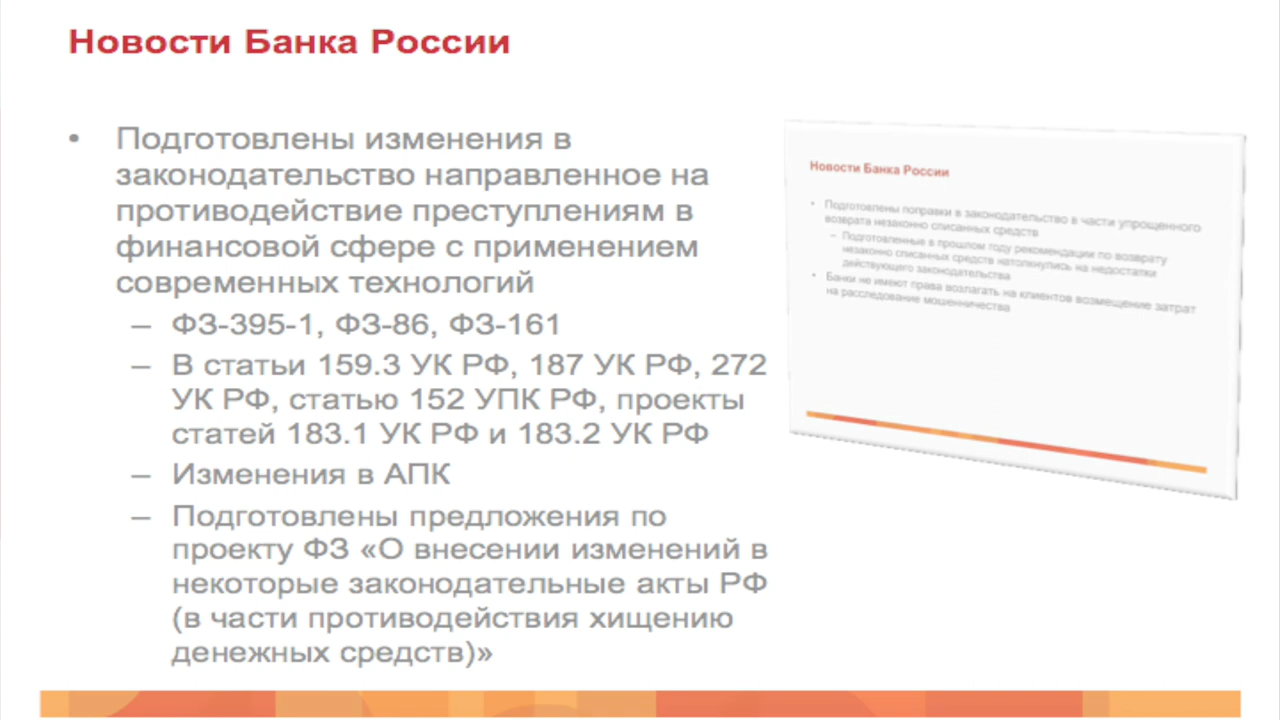 Новости Банка России
• Подготовлены изменения в
законодательство направленное на
противодействие преступлениям в
финансовой сфере с применением
современных технологий
– ФЗ-395-1, ФЗ-86, ФЗ-161
– В статьи 159.3 УК РФ, 187 УК РФ, 272
УК РФ, статью 152 УПК РФ, проекты
статей 183.1 УК РФ и 183.2 УК РФ
– Изменения в АПК
– Подготовлены предложения по
проекту ФЗ «О внесении изменений в
некоторые законодательные акты РФ
(в части противодействия хищению
денежных средств)»
Новости Банка России
• Подготовлены поправки в законодательство в части упрощенного
возврата незаконно списанных средств
– Подготовленные в прошлом году рекомендации по возврату
незаконно списанных средств натолкнулись на недостатки
действующего законодательства
• Банки не имеют права возлагать на клиентов возмещение затрат
на расследование мошенничества